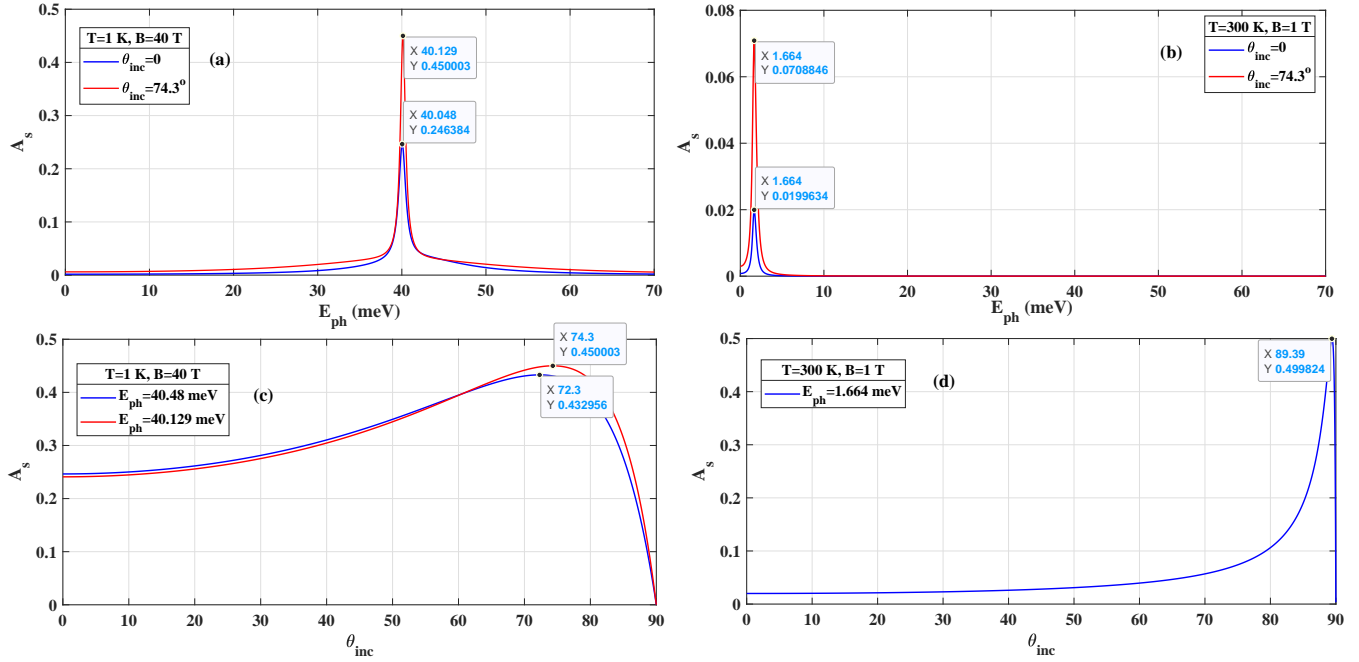 T=1 K, B=40 T
θinc=0
θinc=74.3°
(a)
X 40.129
Y 0.450003
X 40.048
Y 0.246384
As
0.5
0.4
0.3
0.2
0.1
0
0 10 20 30 40 50 60 70
Eph (meV)
T=300 K, B=1 T
θinc=0
θinc=74.3°
(b)
X 1.664
Y 0.0708846
X 1.664
Y 0.0199634
As
0.08
0.06
0.04
0.02
0
0 10 20 30 40 50 60 70
Eph (meV)
T=1 K, B=40 T
Eph=40.48 meV
Eph=40.129 meV
(c)
X 74.3
Y 0.450003
X 72.3
Y 0.432956
As
0.5
0.4
0.3
0.2
0.1
0
0 10 20 30 40 50 60 70 80 90
θinc
T=300 K, B=1 T
Eph=1.664 meV
(d)
X 89.39
Y 0.499824
As
0.5
0.4
0.3
0.2
0.1
0
0 10 20 30 40 50 60 70 80 90
θinc